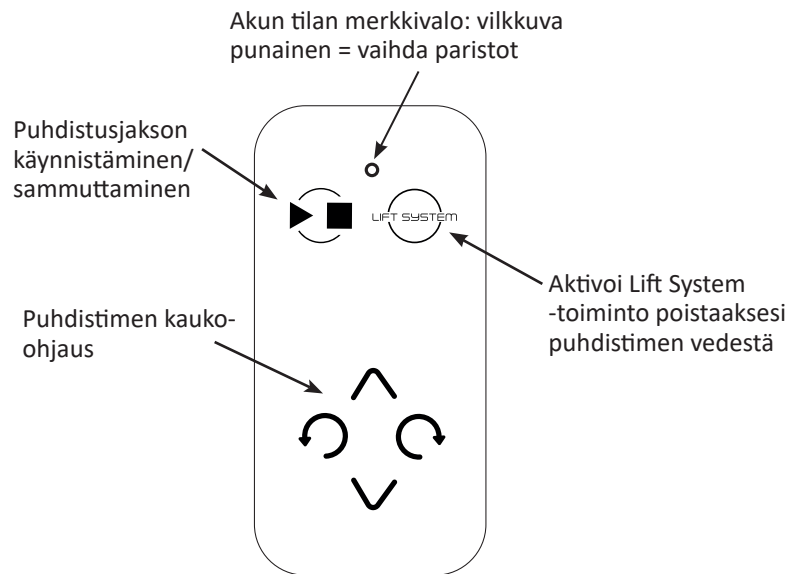 Akun tilan merkkivalo: vilkkuva
punainen = vaihda paristot
Puhdistusjakson
käynnistäminen/
sammuttaminen
LIFT SYSTEM
Aktivoi Lift System
-toiminto poistaaksesi
puhdistimen vedestä
Puhdistimen kauko-
ohjaus